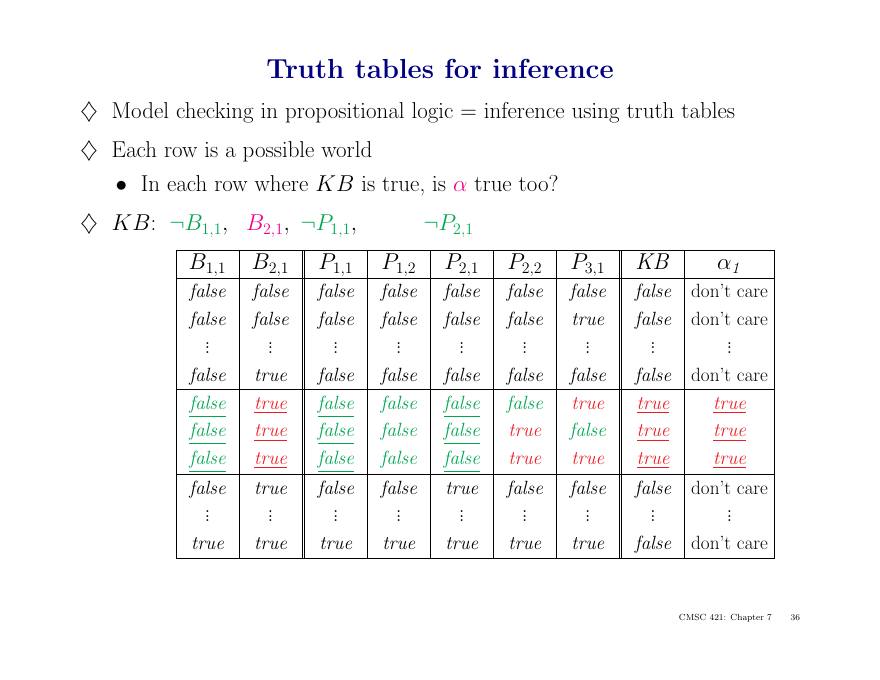 Truth tables for inference
◇ Model checking in propositional logic = inference using truth tables
◇ Each row is a possible world
• In each row where KB is true, is α true too?
◇ KB: ¬B1,1, B2,1, ¬P1,1, ¬P2,1
B1,1 B2,1 P1,1 P1,2 P2,1 P2,2 P3,1 KB α1
false false false false false false false false don't care
false false false false false false true false don't care
⋮ ⋮ ⋮ ⋮ ⋮ ⋮ ⋮ ⋮ ⋮
false true false false false false false false don't care
false true false false false false true true true
false true false false false true false true true
false true false false false true true true true
false true false false true false false false don't care
⋮ ⋮ ⋮ ⋮ ⋮ ⋮ ⋮ ⋮ ⋮
true true true true true true true false don't care
CMSC 421: Chapter 7 36